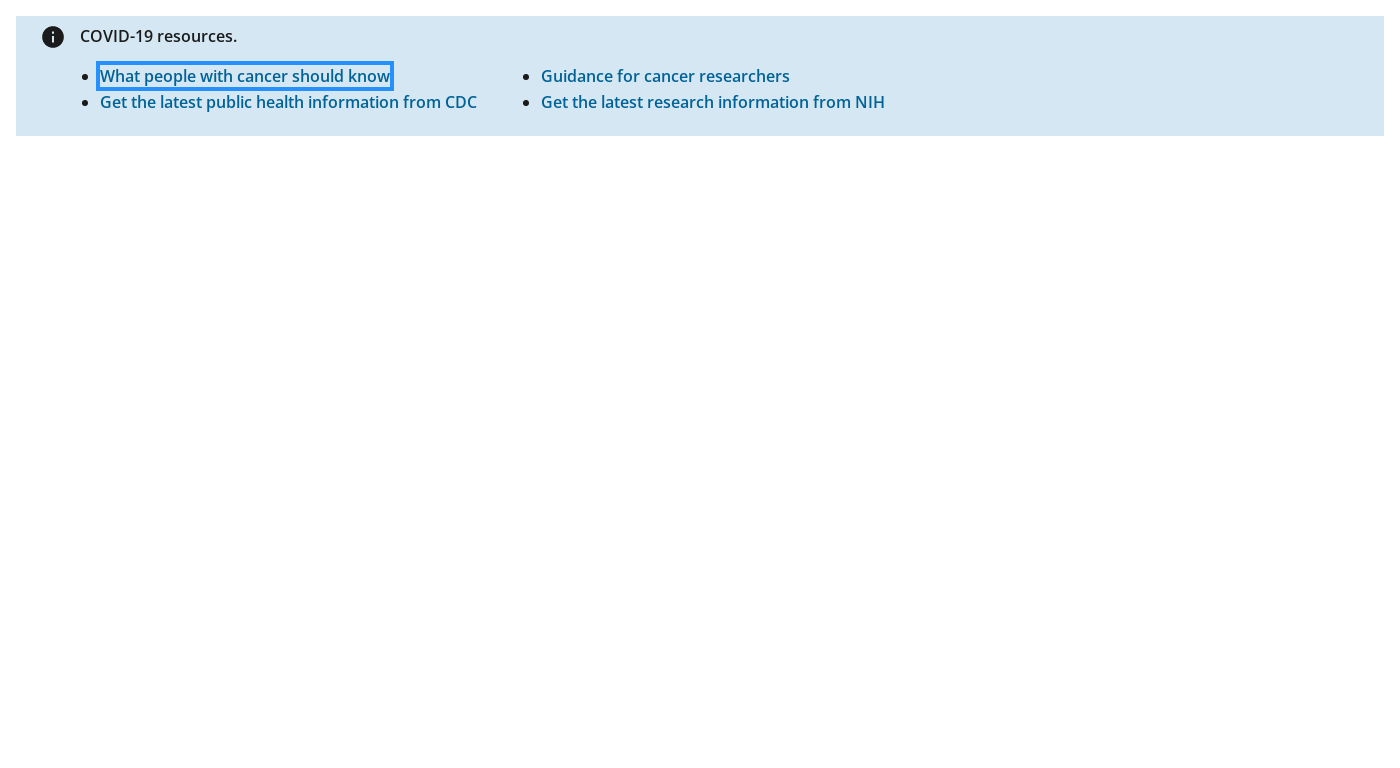 COVID-19 resources.
What people with cancer should know
Get the latest public health information from CDC
Guidance for cancer researchers
Get the latest research information from NIH